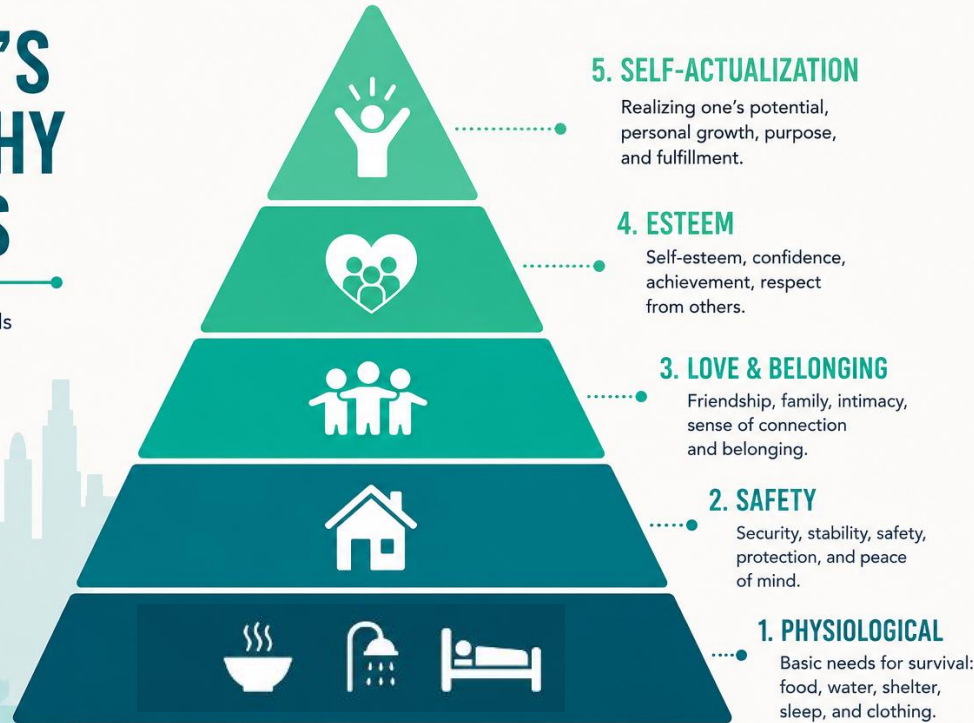 'S
HY
S
ls
5. SELF-ACTUALIZATION
Realizing one's potential,
personal growth, purpose,
and fulfillment.
4. ESTEEM
Self-esteem, confidence,
achievement, respect
from others.
3. LOVE & BELONGING
Friendship, family, intimacy,
sense of connection
and belonging.
2. SAFETY
Security, stability, safety,
protection, and peace
of mind.
1. PHYSIOLOGICAL
Basic needs for survival:
food, water, shelter,
sleep, and clothing.